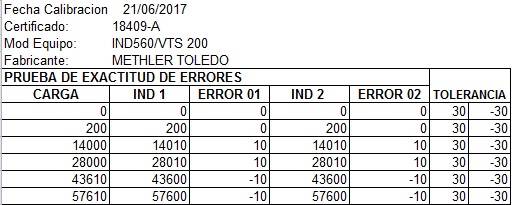 Fecha Calibracion 21/06/2017
Certificado: 18409-A
Mod Equipo: IND560/VTS 200
Fabricante: METHLER TOLEDO
PRUEBA DE EXACTITUD DE ERRORES
CARGA IND 1 ERROR 01 IND 2 ERROR 02 TOLERANCIA
0 0 0 0 0 30 -30
200 200 0 200 0 30 -30
14000 14010 10 14010 10 30 -30
28000 28010 10 28010 10 30 -30
43610 43600 -10 43600 -10 30 -30
57610 57600 -10 57600 -10 30 -30